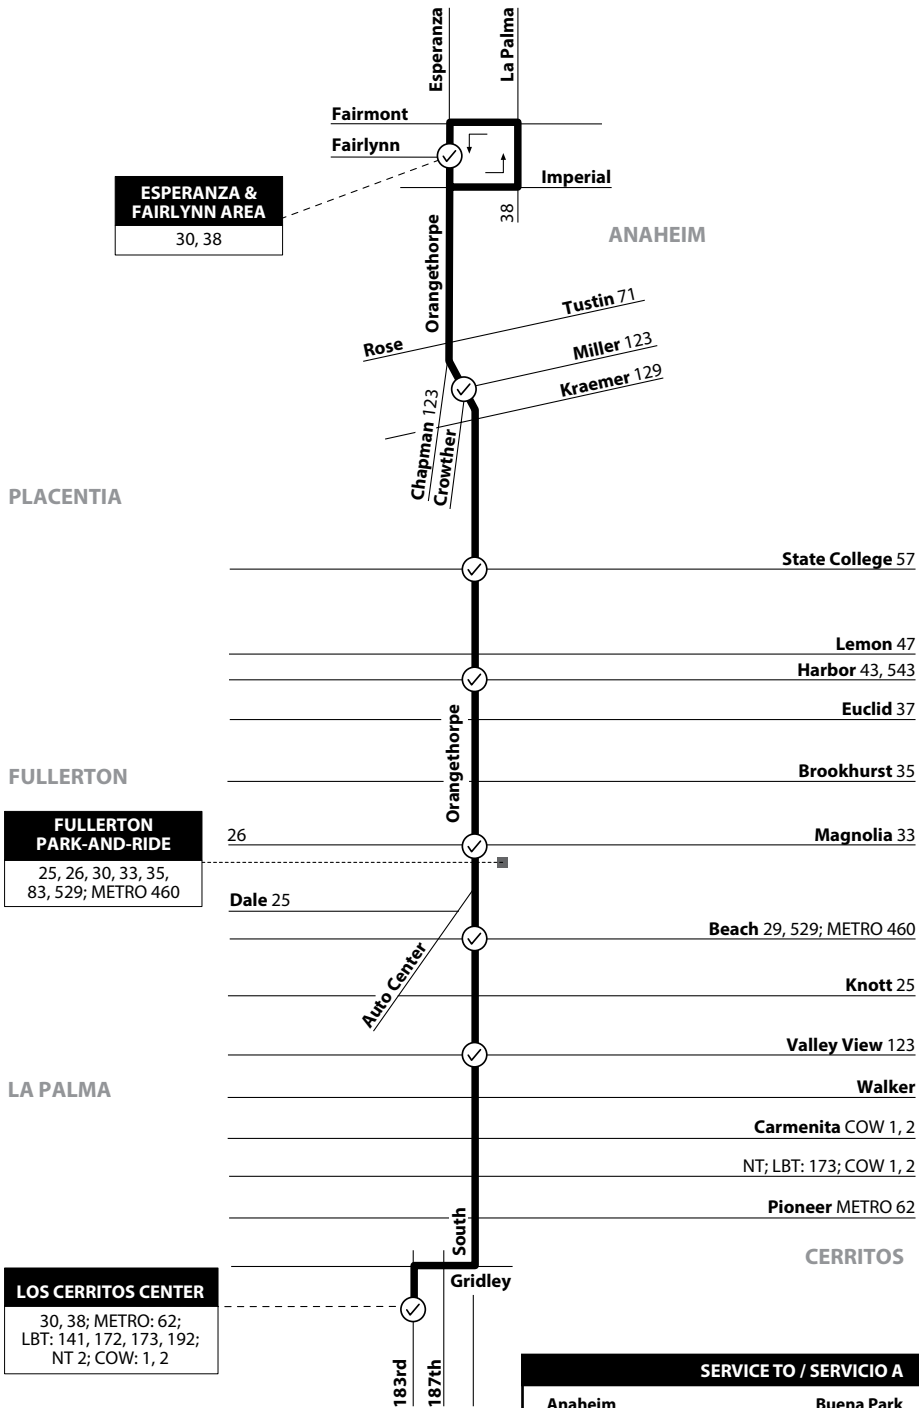 Esperanza
La Palma
Fairmont
Fairlynn
Imperial
ESPERANZA &
FAIRLYNN AREA
30, 38
38
ANAHEIM
Orangethorpe
Tustin 71
Rose
Miller 123
Kraemer 129
Chapman 123
Crowther
PLACENTIA
State College 57
Lemon 47
Harbor 43, 543
Euclid 37
Orangethorpe
FULLERTON
Brookhurst 35
FULLERTON
PARK-AND-RIDE
25, 26, 30, 33, 35,
83, 529; METRO 460
26
Magnolia 33
Dale 25
Beach 29, 529; METRO 460
Auto Center
Knott 25
Valley View 123
LA PALMA
Walker
Carmenita COW 1, 2
NT; LBT: 173; COW 1, 2
Pioneer METRO 62
South
CERRITOS
Gridley
LOS CERRITOS CENTER
30, 38; METRO: 62;
LBT: 141, 172, 173, 192;
NT 2; COW: 1, 2
183rd
187th
SERVICE TO / SERVICIO A
Anaheim
Buena Park